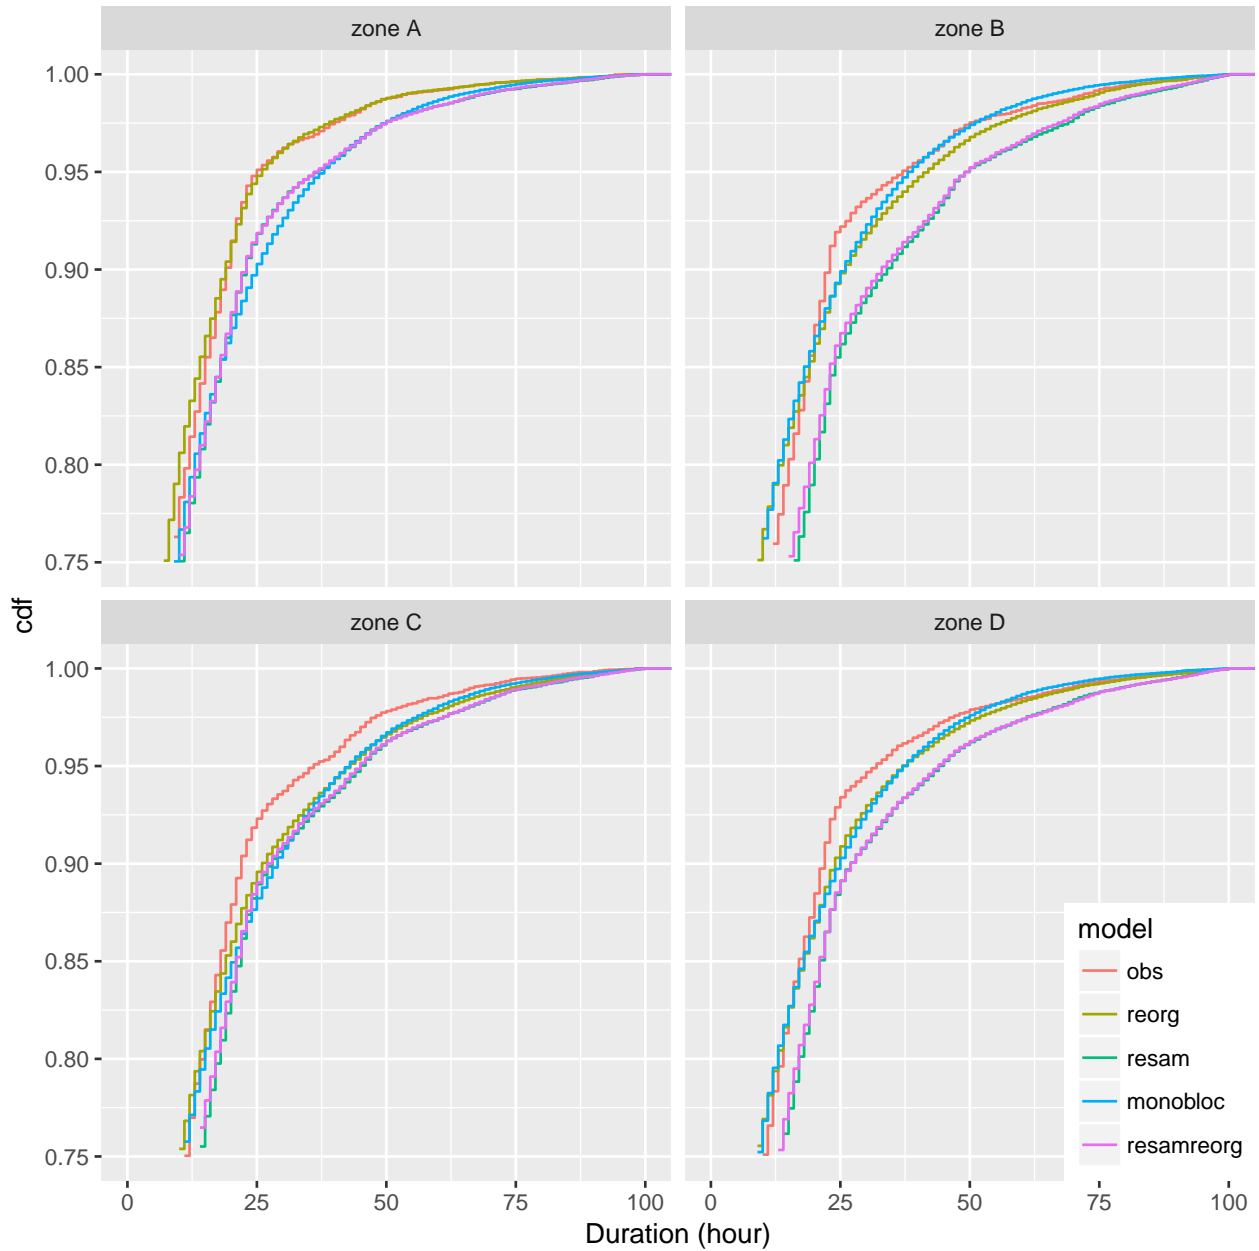 zone A
zone B
1.00
0.95
0.90
0.85
0.80
0.75
cdf
zone C
zone D
1.00
0.95
0.90
0.85
0.80
0.75
model
obs
reorg
resam
monobloc
resamreorg
0 25 50 75 100
0 25 50 75 100
Duration (hour)